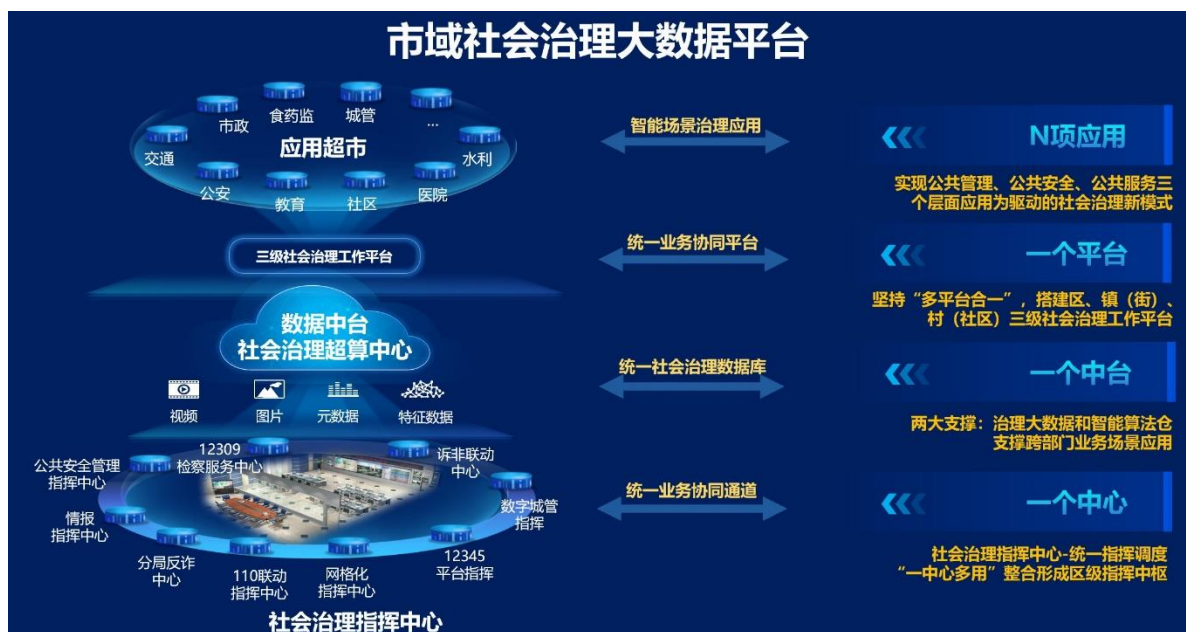 市域社会治理大数据平台
市政
食药监
城管
...
交通
应用超市
水利
公安
教育
社区
医院
智能场景治理应用
N项应用
实现公共管理、公共安全、公共服务三
个层面应用为驱动的社会治理新模式
三级社会治理工作平台
统一业务协同平台
一个平台
坚持“多平台合一”，搭建区、镇（街）、
村（社区）三级社会治理工作平台
数据中台
社会治理超算中心
统一社会治理数据库
一个中台
两大支撑：治理大数据和智能算法仓
支撑跨部门业务场景应用
视频
图片
元数据
特征数据
12309
检察服务中心
诉非联动
中心
公共安全管理
指挥中心
数字城管
指挥
情报
指挥中心
分局反诈
中心
110联动
指挥中心
网格化
指挥中心
12345
平台指挥
社会治理指挥中心
统一业务协同通道
一个中心
社会治理指挥中心-统一指挥调度
“一中心多用”整合形成区级指挥中枢